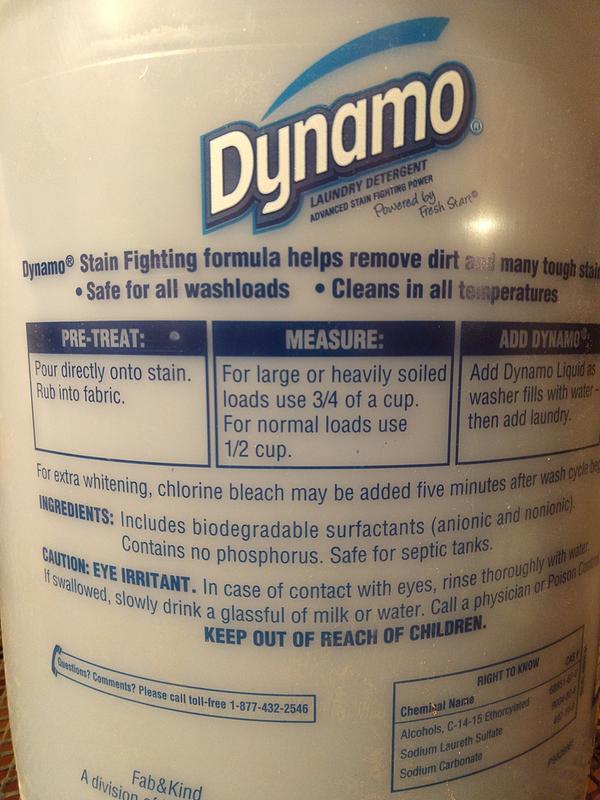 Dynamo®
LAUNDRY DETERGENT
ADVANCED STAIN FIGHTING POWER
Powered by
Fresh Start®
Dynamo® Stain Fighting formula helps remove dirt and many tough stai
• Safe for all washloads • Cleans in all temperatures
PRE-TREAT:
Pour directly onto stain.
Rub into fabric.
MEASURE:
For large or heavily soiled
loads use 3/4 of a cup.
For normal loads use
1/2 cup.
ADD DYNAMO®:
Add Dynamo Liquid as
washer fills with water –
then add laundry.
For extra whitening, chlorine bleach may be added five minutes after wash cycle
INGREDIENTS: Includes biodegradable surfactants (anionic and nonionic).
Contains no phosphorus. Safe for septic tanks.
CAUTION: EYE IRRITANT. In case of contact with eyes, rinse thoroughly with water.
If swallowed, slowly drink a glassful of milk or water. Call a physician or Poison
KEEP OUT OF REACH OF CHILDREN.
Questions? Comments? Please call toll-free 1-877-432-2546
RIGHT TO KNOW
Chemical Name CAS #
Alcohols, C-14-15 Ethoxylated
Sodium Laureth Sulfate
Sodium Carbonate
Fab&Kind
A division of